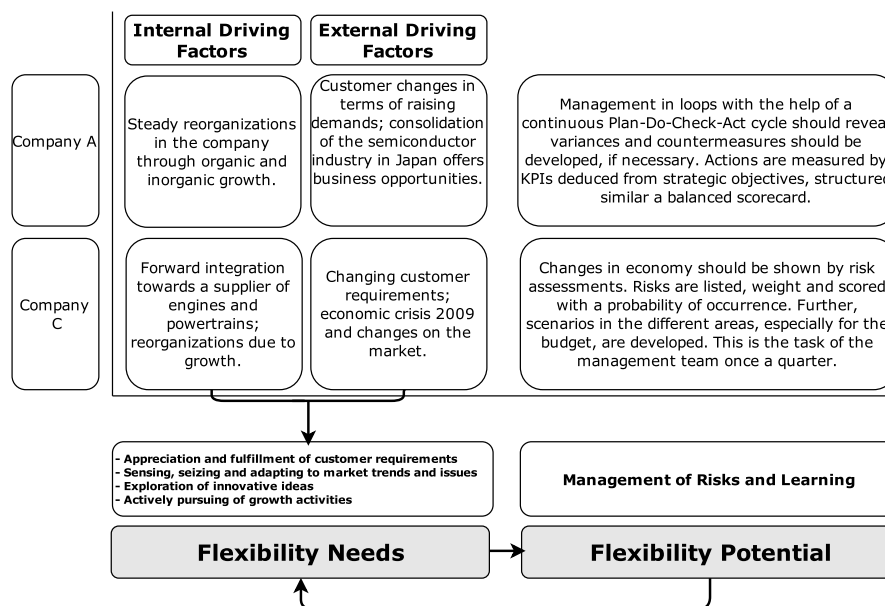 Internal Driving
Factors
External Driving
Factors
Company A
Steady reorganizations
in the company
through organic and
inorganic growth.
Customer changes in
terms of raising
demands; consolidation
of the semiconductor
industry in Japan offers
business opportunities.
Management in loops with the help of a
continuous Plan-Do-Check-Act cycle should reveal
variances and countermeasures should be
developed, if necessary. Actions are measured by
KPIs deduced from strategic objectives, structured
similar a balanced scorecard.
Company
C
Forward integration
towards a supplier of
engines and
powertrains;
reorganizations due to
growth.
Changing customer
requirements;
economic crisis 2009
and changes on the
market.
Changes in economy should be shown by risk
assessments. Risks are listed, weight and scored
with a probability of occurrence. Further,
scenarios in the different areas, especially for the
budget, are developed. This is the task of the
management team once a quarter.
- Appreciation and fulfillment of customer requirements
- Sensing, seizing and adapting to market trends and issues
- Exploration of innovative ideas
- Actively pursuing of growth activities
Management of Risks and Learning
Flexibility Needs
Flexibility Potential